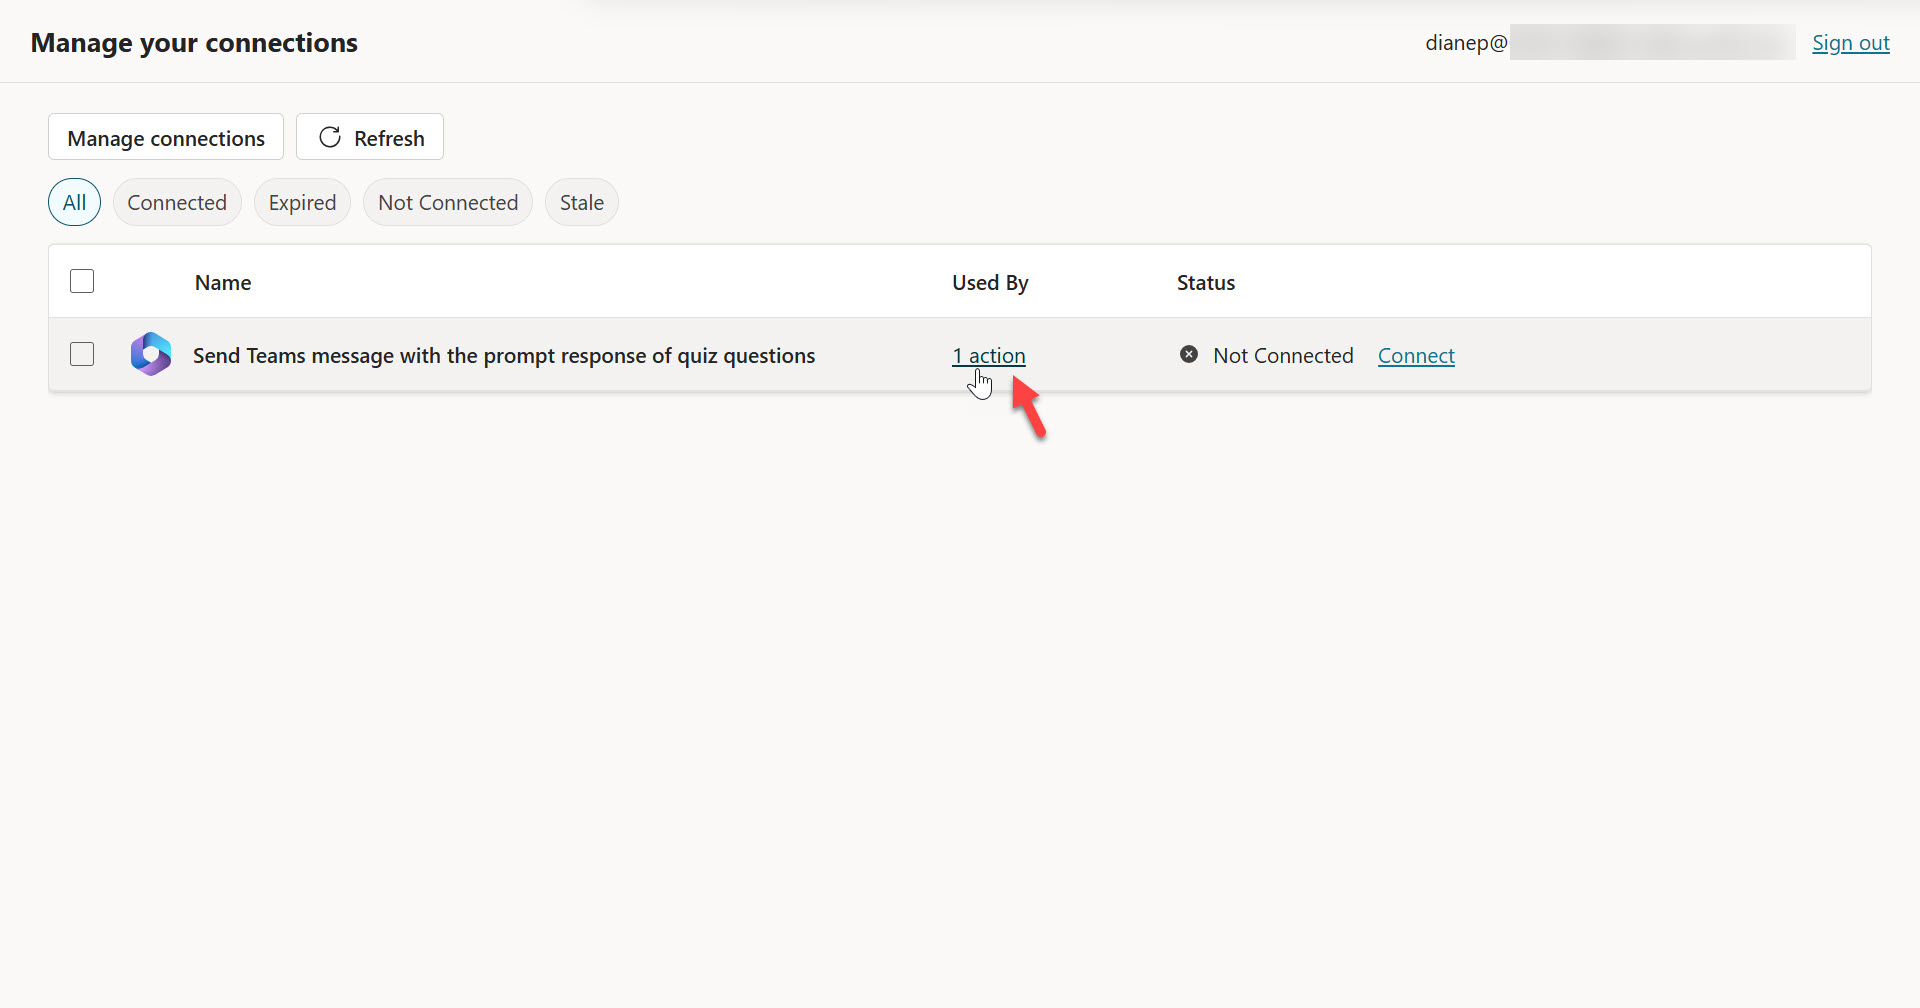 Manage your connections
dianep@
Sign out
Manage connections
Refresh
All
Connected
Expired
Not Connected
Stale
Name
Used By
Status
Send Teams message with the prompt response of quiz questions
1 action
Not Connected
Connect